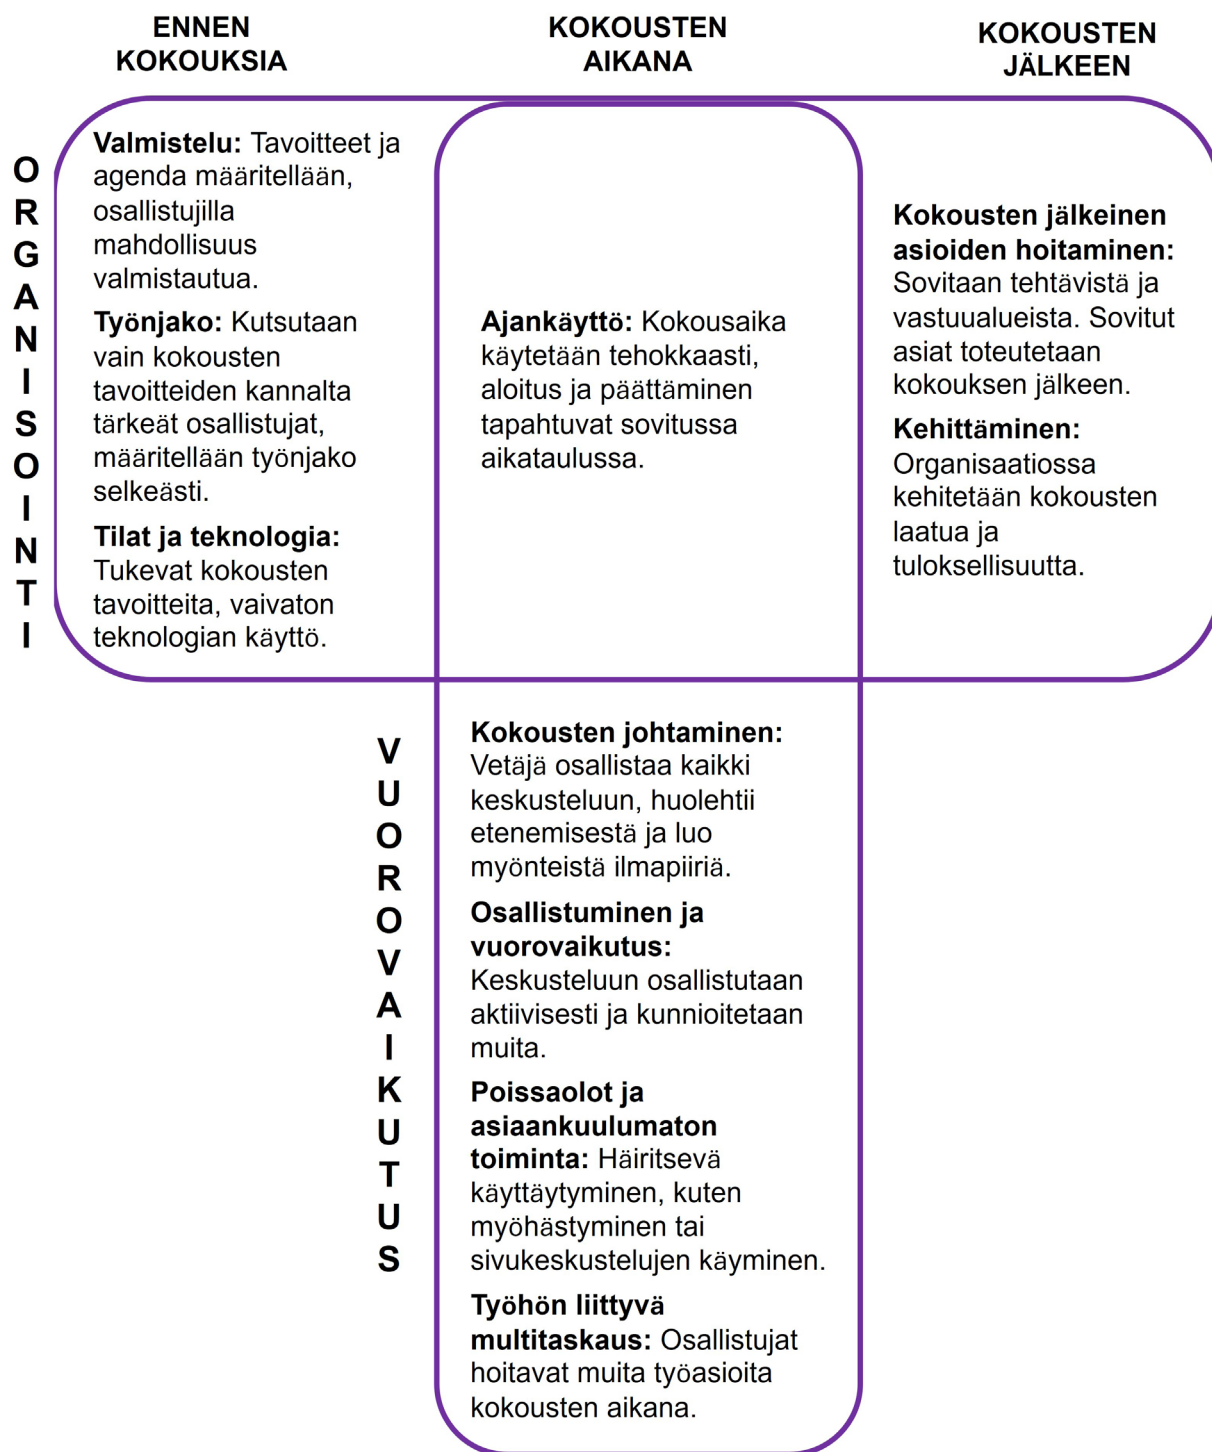 ENNEN
KOKOUKSIA
KOKOUSTEN
AIKANA
KOKOUSTEN
JÄLKEEN
ORGANISOINTI
Valmistelu: Tavoitteet ja
agenda määritellään,
osallistujilla
mahdollisuus
valmistautua.
Työnjako: Kutsutaan
vain kokousten
tavoitteiden kannalta
tärkeät osallistujat,
määritellään työnjako
selkeästi.
Tilat ja teknologia:
Tukevat kokousten
tavoitteita, vaivaton
teknologian käyttö.
Ajankäyttö: Kokousaika
käytetään tehokkaasti,
aloitus ja päättäminen
tapahtuvat sovitussa
aikataulussa.
Kokousten jälkeinen
asioiden hoitaminen:
Sovitaan tehtävistä ja
vastuualueista. Sovitut
asiat toteutetaan
kokouksen jälkeen.
Kehittäminen:
Organisaatiossa
kehitetään kokousten
laatua ja
tuloksellisuutta.
VUOROVAIKUTUS
Kokousten johtaminen:
Vetäjä osallistaa kaikki
keskusteluun, huolehtii
etenemisestä ja luo
myönteistä ilmapiiriä.
Osallistuminen ja
vuorovaikutus:
Keskusteluun osallistutaan
aktiivisesti ja kunnioitetaan
muita.
Poissaolot ja
asiaankuulumaton
toiminta: Häiritsevä
käyttäytyminen, kuten
myöhästyminen tai
sivukeskustelujen käyminen.
Työhön liittyvä
multitaskaus: Osallistujat
hoitavat muita työasioita
kokousten aikana.